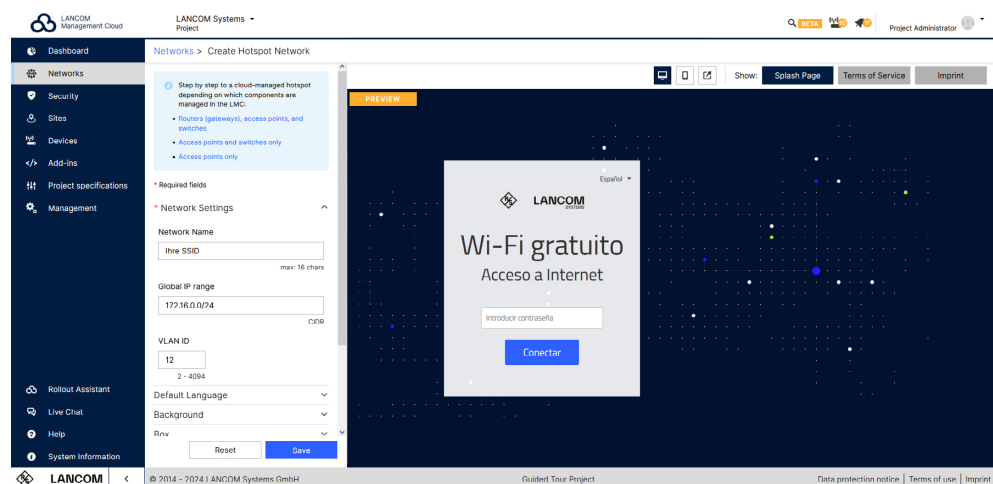 LANCOM
Management Cloud
LANCOM Systems
Project
BETA
Project Administrator
Dashboard
Networks
Security
Sites
Devices
Add-ins
Project specifications
Management
Rollout Assistant
Live Chat
Help
System Information
LANCOM
Networks > Create Hotspot Network
Step by step to a cloud-managed hotspot
depending on which components are
managed in the LMC:
• Routers (gateways), access points, and
switches
• Access points and switches only
• Access points only
* Required fields
* Network Settings
Network Name
Ihre SSID
max: 16 chars
Global IP range
172.16.0.0/24
CIDR
VLAN ID
12
2 - 4094
Default Language
Background
Box
Reset
Save
Show:
Splash Page
Terms of Service
Imprint
PREVIEW
Español
LANCOM
SYSTEMS
Wi-Fi gratuito
Acceso a Internet
Introducir contraseña
Conectar
© 2014 - 2024 LANCOM Systems GmbH
Guided Tour Project
Data protection notice | Terms of use | Imprint